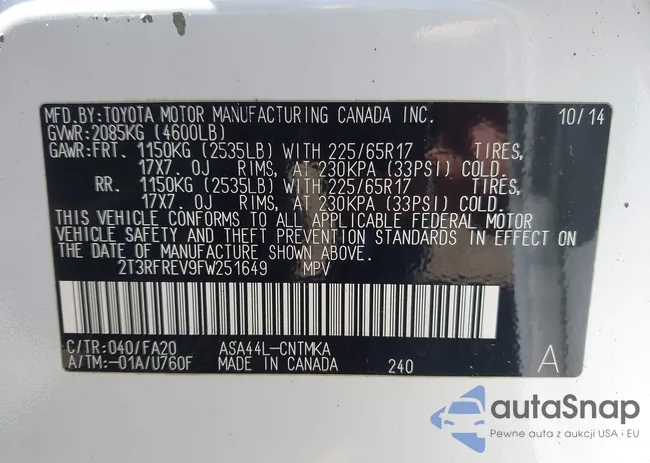 MFD.BY:TOYOTA MOTOR MANUFACTURING CANADA INC. 10/14
GVWR:2085KG (4600LB)
GAWR:FRT. 1150KG (2535LB) WITH 225/65R17 TIRES,
17X7.0J RIMS, AT 230KPA (33PSI) COLD.
RR. 1150KG (2535LB) WITH 225/65R17 TIRES,
17X7.0J RIMS, AT 230KPA (33PSI) COLD.
THIS VEHICLE CONFORMS TO ALL APPLICABLE FEDERAL MOTOR
VEHICLE SAFETY AND THEFT PREVENTION STANDARDS IN EFFECT ON
THE DATE OF MANUFACTURE SHOWN ABOVE.
2T3RFREV9FW251649 MPV
C/TR:040/FA20 ASA44L-CNTMKA
A/TM:-01A/U760F MADE IN CANADA 240 A
autaSnap
Pewne auta z aukcji USA i EU